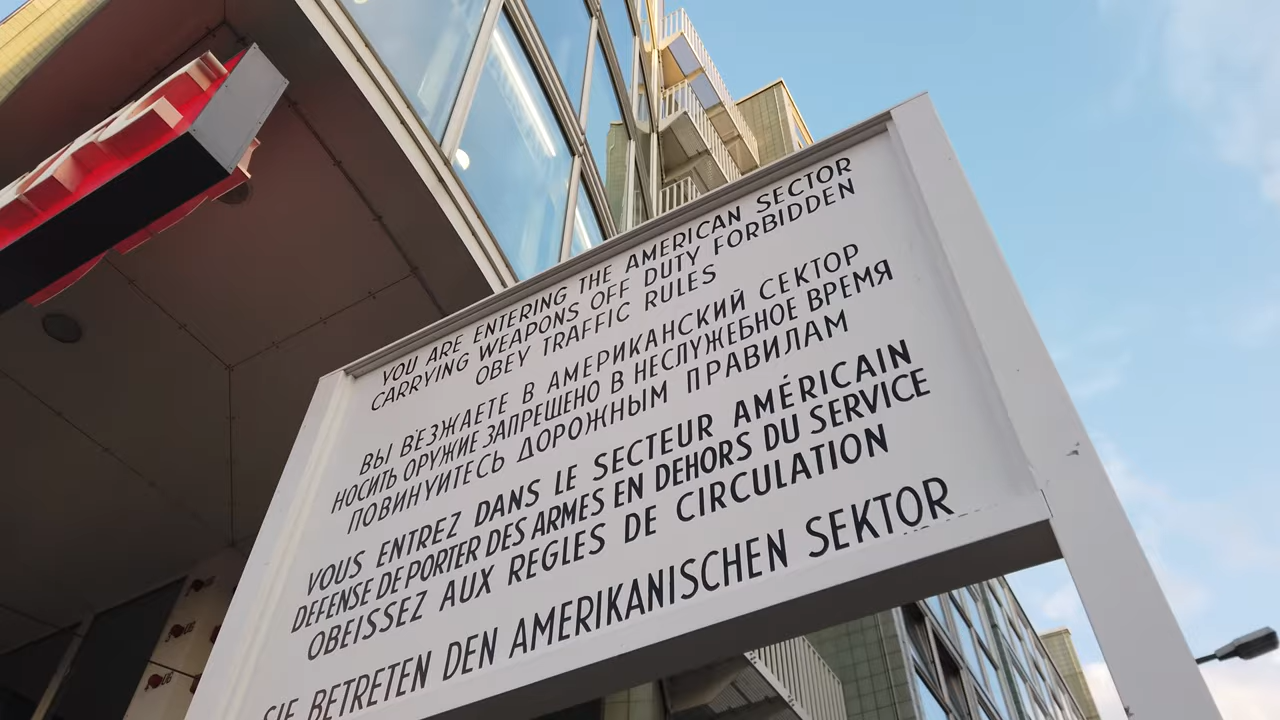 YOU ARE ENTERING THE AMERICAN SECTOR
CARRYING WEAPONS OFF DUTY FORBIDDEN
OBEY TRAFFIC RULES
ВЫ ВЪЕЗЖАЕТЕ В АМЕРИКАНСКИЙ СЕКТОР
НОСИТЬ ОРУЖИЕ ЗАПРЕЩЕНО В НЕСЛУЖЕБНОЕ ВРЕМЯ
ПОВИНУЙТЕСЬ ДОРОЖНЫМ ПРАВИЛАМ
VOUS ENTREZ DANS LE SECTEUR AMÉRICAIN
DEFENSE DE PORTER DES ARMES EN DEHORS DU SERVICE
OBEISSEZ AUX REGLES DE CIRCULATION
SIE BETRETEN DEN AMERIKANISCHEN SEKTOR